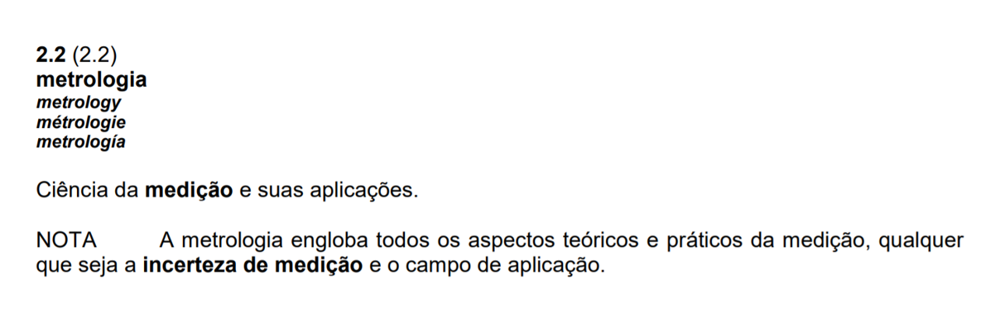 2.2 (2.2)
metrologia
metrology
métrologie
metrología
Ciência da medição e suas aplicações.
NOTA A metrologia engloba todos os aspectos teóricos e práticos da medição, qualquer
que seja a incerteza de medição e o campo de aplicação.